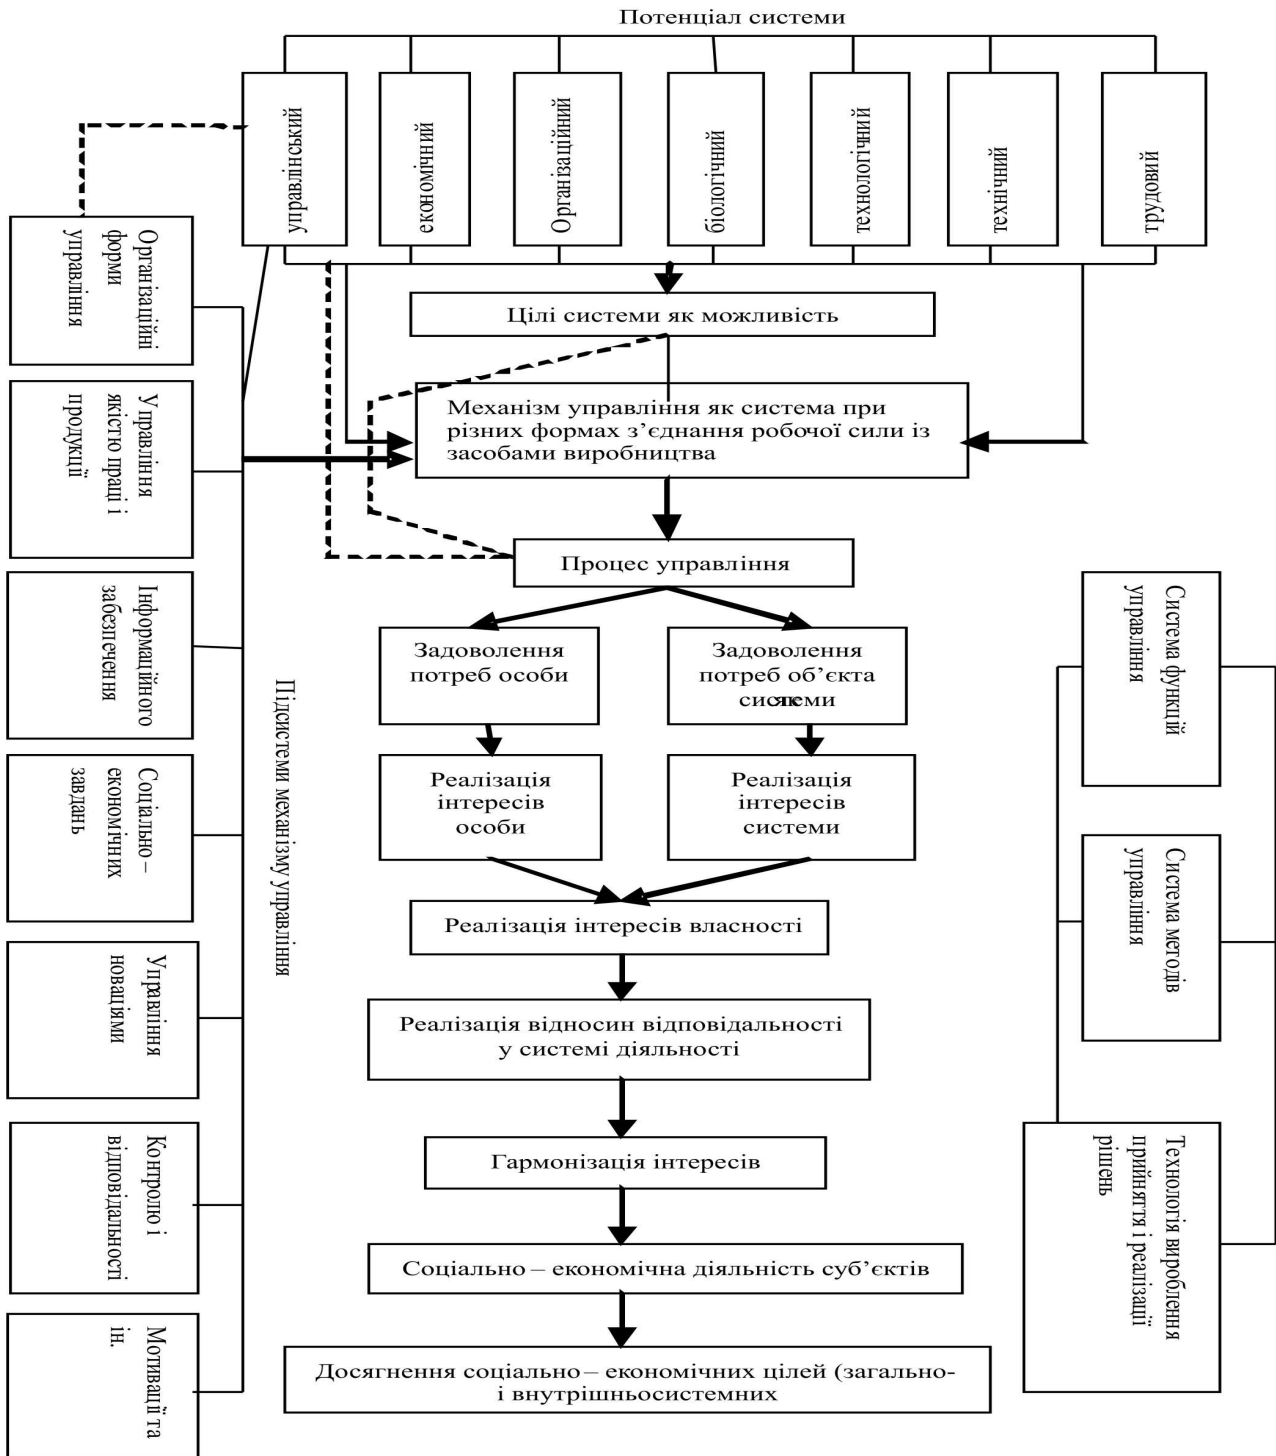 Потенціал системи
управлінський
економічний
Організаційний
біологічний
технологічний
технічний
трудовий
Організаційні
форми
управління
Цілі системи як можливість
Управління
якістю праці і
продукції
Механізм управління як система при
різних формах з’єднання робочої сили із
засобами виробництва
Процес управління
Інформаційного
забезпечення
Система функцій
управління
Задоволення
потреб особи
Задоволення
потреб об’єкта
як
системи
Підсистеми механізму управління
Соціально –
економічних
завдань
Реалізація
інтересів
особи
Реалізація
інтересів
системи
Система методів
управління
Реалізація інтересів власності
Управління
новаціями
Реалізація відносин відповідальності
у системі діяльності
Контролю і
відповідальності
Гармонізація інтересів
Технологія вироблення
прийняття і реалізації
рішень
Соціально – економічна діяльність суб’єктів
Мотивації та
ін.
Досягнення соціально – економічних цілей (загально-
і внутрішньосистемних